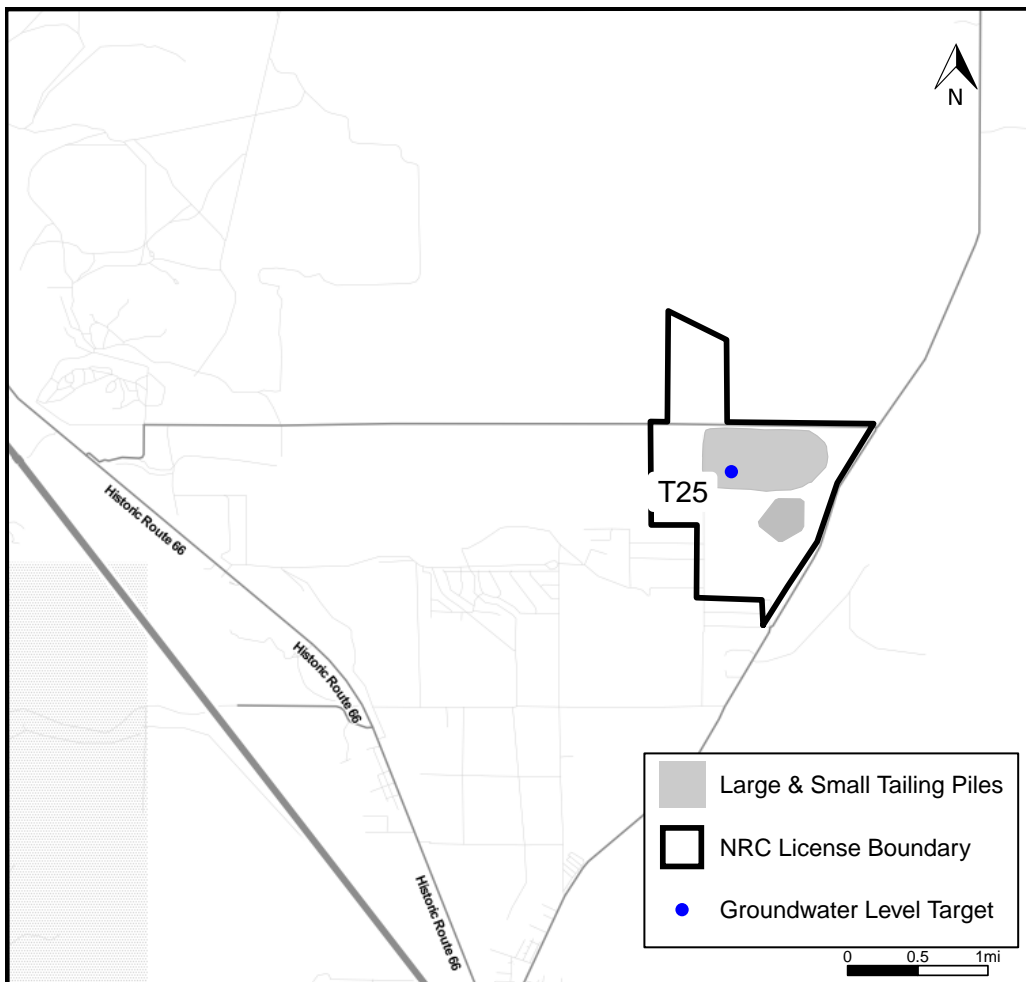 N
T25
Historic Route 66
Historic Route 66
Historic Route 66
Large & Small Tailing Piles
NRC License Boundary
Groundwater Level Target
0 0.5 1mi